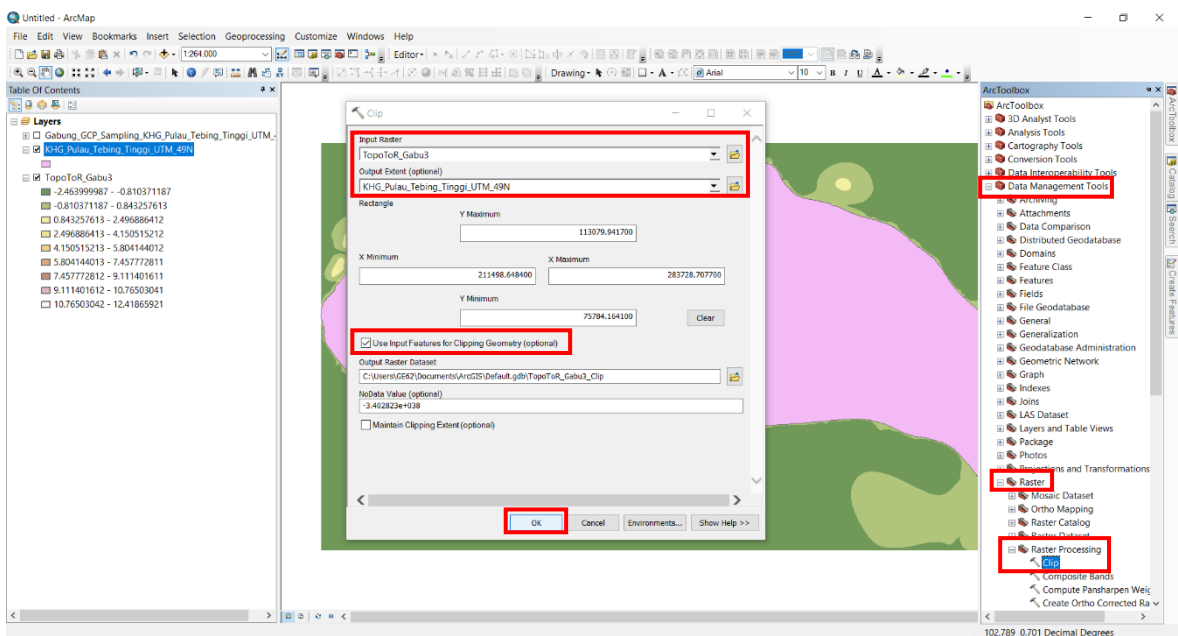 Untitled - ArcMap
File Edit View Bookmarks Insert Selection Geoprocessing Customize Windows Help
1:264.000
Editor
Drawing
Arial
10
B I U A
Table Of Contents
Layers
Gabung_GCP_Sampling_KHG_Pulau_Tebing_Tinggi_UTM_
KHG_Pulau_Tebing_Tinggi_UTM_49N
TopoToR_Gabu3
-2.463999987 - -0.810371187
-0.810371187 - 0.843257613
0.843257613 - 2.496886412
2.496886413 - 4.150515212
4.150515213 - 5.804144012
5.804144013 - 7.457772811
7.457772812 - 9.111401611
9.111401612 - 10.76503041
10.76503042 - 12.41865921
Clip
Input Raster
TopoToR_Gabu3
Output Extent (optional)
KHG_Pulau_Tebing_Tinggi_UTM_49N
Rectangle
Y Maximum
113079.941700
X Minimum
X Maximum
211498.648400
283728.707700
Y Minimum
75784.164100
Clear
Use Input Features for Clipping Geometry (optional)
Output Raster Dataset
C:\Users\GE62\Documents\ArcGIS\Default.gdb\TopoToR_Gabu3_Clip
NoData Value (optional)
-3.402823e+038
Maintain Clipping Extent (optional)
OK
Cancel
Environments...
Show Help >>
ArcToolbox
ArcToolbox
3D Analyst Tools
Analysis Tools
Cartography Tools
Conversion Tools
Data Interoperability Tools
Data Management Tools
Archiving
Attachments
Data Comparison
Distributed Geodatabase
Domains
Feature Class
Features
Fields
File Geodatabase
General
Generalization
Geodatabase Administration
Geometric Network
Graph
Indexes
Joins
LAS Dataset
Layers and Table Views
Package
Photos
Projections and Transformations
Raster
Mosaic Dataset
Ortho Mapping
Raster Catalog
Raster Dataset
Raster Processing
Clip
Composite Bands
Compute Pansharpen Weig
Create Ortho Corrected Ra
ArcToolbox
Catalog
Search
Create Features
102.789 0.701 Decimal Degrees